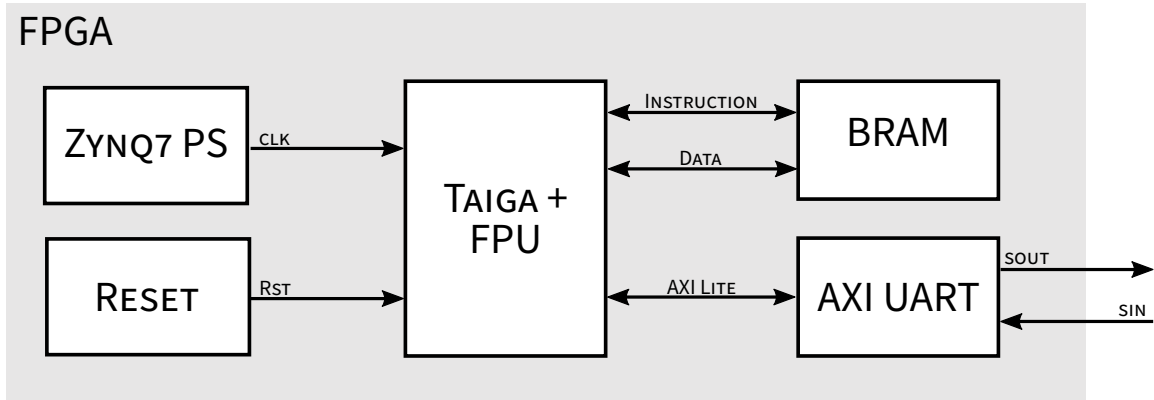 FPGA
Zynq7 PS
CLK
Taiga +
FPU
Instruction
Data
BRAM
Reset
Rst
AXI Lite
AXI UART
SOUT
SIN